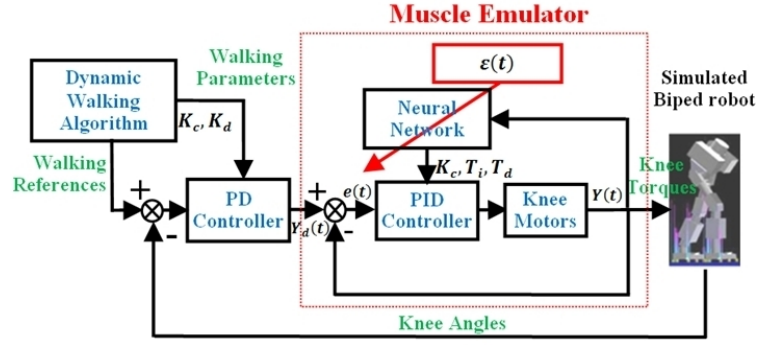 Muscle Emulator
Walking
Parameters
ε(t)
Simulated
Biped robot
Dynamic
Walking
Algorithm
Neural
Network
K_c, K_d
Walking
References
K_c, T_i, T_d
Knee
Torques
+
-
PD
Controller
Y_d(t)
+
-
e(t)
PID
Controller
Knee
Motors
Y(t)
Knee Angles